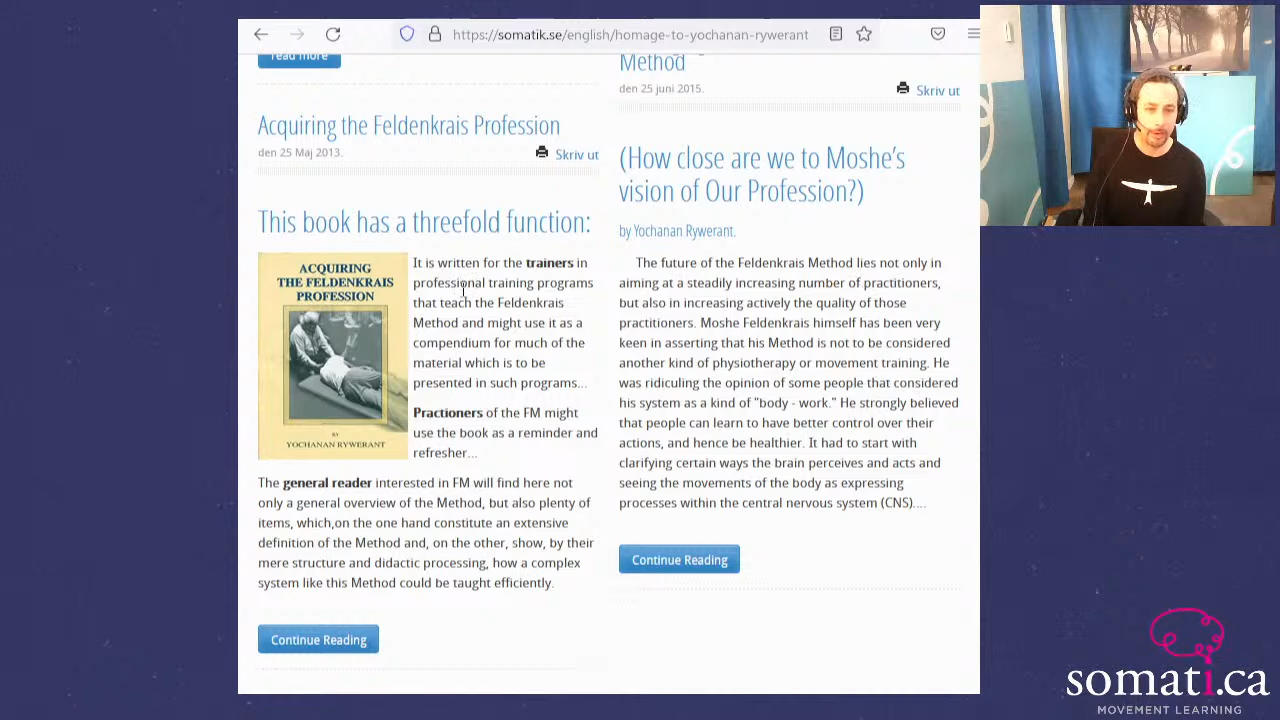 https://somatik.se/english/homage-to-yochanan-rywerant
read more
Acquiring the Feldenkrais Profession
den 25 Maj 2013.
Skriv ut
This book has a threefold function:
ACQUIRING
THE FELDENKRAIS
PROFESSION
BY
YOCHANAN RYWERANT
It is written for the trainers in
professional training programs
that teach the Feldenkrais
Method and might use it as a
compendium for much of the
material which is to be
presented in such programs...
Practioners of the FM might
use the book as a reminder and
refresher...
The general reader interested in FM will find here not
only a general overview of the Method, but also plenty of
items, which,on the one hand constitute an extensive
definition of the Method and, on the other, show, by their
mere structure and didactic processing, how a complex
system like this Method could be taught efficiently.
Continue Reading
Method
den 25 juni 2015.
Skriv ut
(How close are we to Moshe's
vision of Our Profession?)
by Yochanan Rywerant.
The future of the Feldenkrais Method lies not only in
aiming at a steadily increasing number of practitioners,
but also in increasing actively the quality of those
practitioners. Moshe Feldenkrais himself has been very
keen in asserting that his Method is not to be considered
another kind of physiotherapy or movement training. He
was ridiculing the opinion of some people that considered
his system as a kind of "body - work." He strongly believed
that people can learn to have better control over their
actions, and hence be healthier. It had to start with
clarifying certain ways the brain perceives and acts and
seeing the movements of the body as expressing
processes within the central nervous system (CNS)....
Continue Reading
somati.ca
MOVEMENT LEARNING